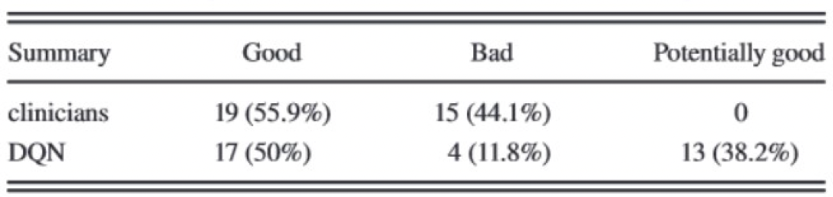 Summary Good Bad Potentially good
clinicians 19 (55.9%) 15 (44.1%) 0
DQN 17 (50%) 4 (11.8%) 13 (38.2%)